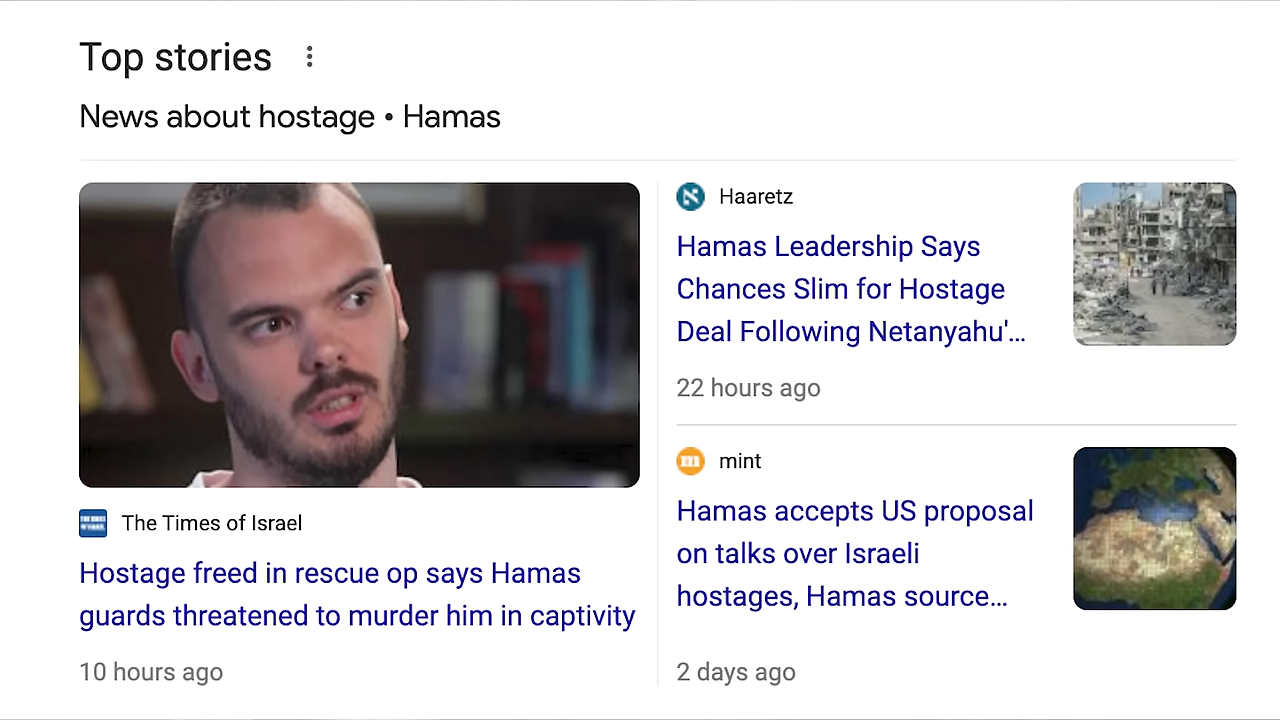 Top stories
News about hostage • Hamas
The Times of Israel
Hostage freed in rescue op says Hamas
guards threatened to murder him in captivity
10 hours ago
Haaretz
Hamas Leadership Says
Chances Slim for Hostage
Deal Following Netanyahu'...
22 hours ago
mint
Hamas accepts US proposal
on talks over Israeli
hostages, Hamas source...
2 days ago